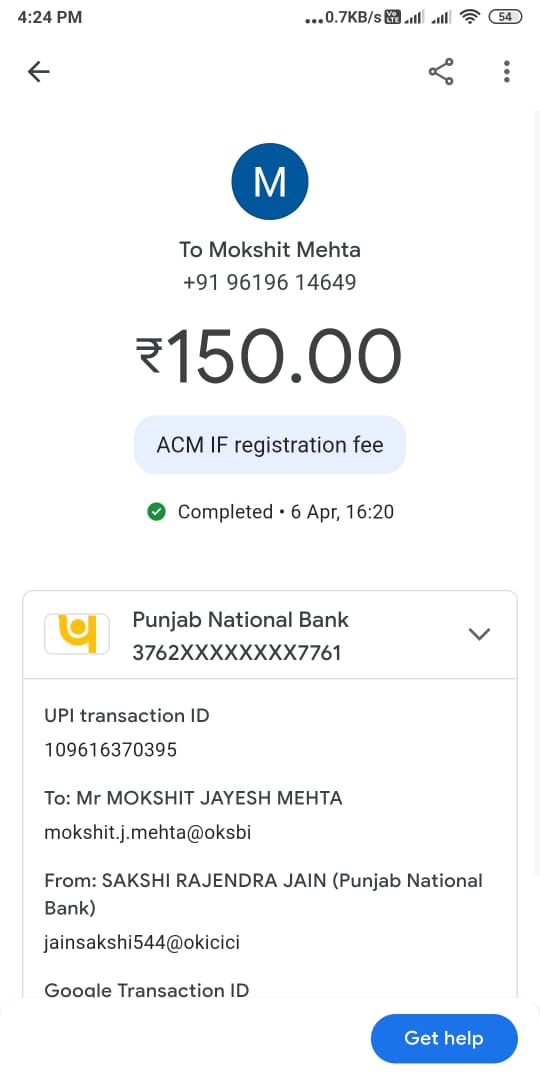 4:24 PM
...0.7KB/s
54
M
To Mokshit Mehta
+91 96196 14649
₹150.00
ACM IF registration fee
Completed • 6 Apr, 16:20
Punjab National Bank
3762XXXXXXXX7761
UPI transaction ID
109616370395
To: Mr MOKSHIT JAYESH MEHTA
mokshit.j.mehta@oksbi
From: SAKSHI RAJENDRA JAIN (Punjab National
Bank)
jainsakshi544@okicici
Google Transaction ID
Get help